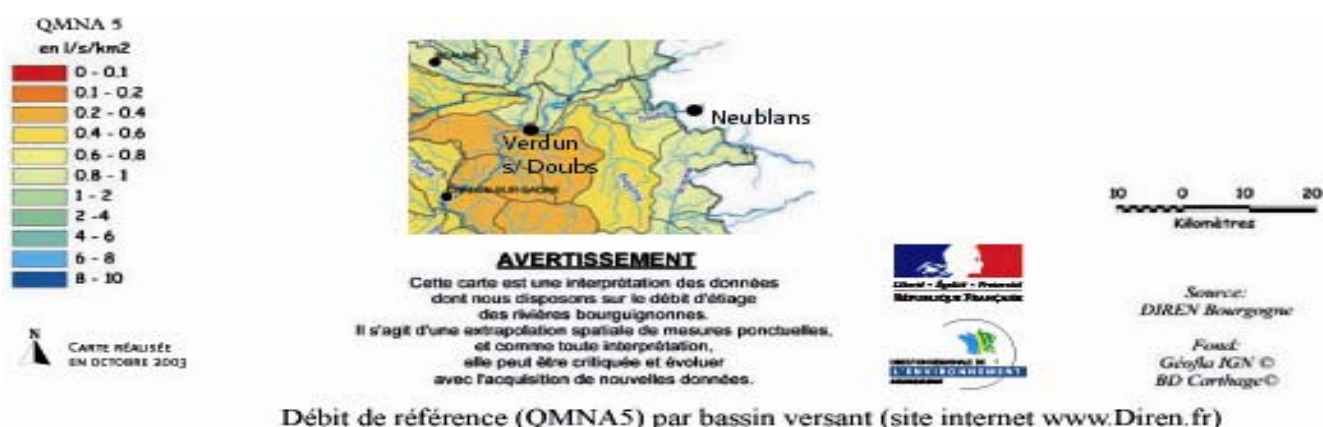 QMNA 5
en l/s/km2
0 - 0.1
0.1 - 0.2
0.2 - 0.4
0.4 - 0.6
0.6 - 0.8
0.8 - 1
1 - 2
2 - 4
4 - 6
6 - 8
8 - 10
N
CARTE RÉALISÉE
EN OCTOBRE 2003
BEAUNE
Neublans
Verdun
s/-Doubs
CHALON-SUR-SAONE
AVERTISSEMENT
Cette carte est une interprétation des données
dont nous disposons sur le débit d'étiage
des rivières bourguignonnes.
Il s'agit d'une extrapolation spatiale de mesures ponctuelles,
et comme toute interprétation,
elle peut être critiquée et évoluer
avec l'acquisition de nouvelles données.
Liberté • Égalité • Fraternité
RÉPUBLIQUE FRANÇAISE
L'ENVIRONNEMENT
10 0 10 20
Kilomètres
Source:
DIREN Bourgogne
Fond:
Géofla IGN ©
BD Carthage©
Débit de référence (QMNA5) par bassin versant (site internet www.Diren.fr)